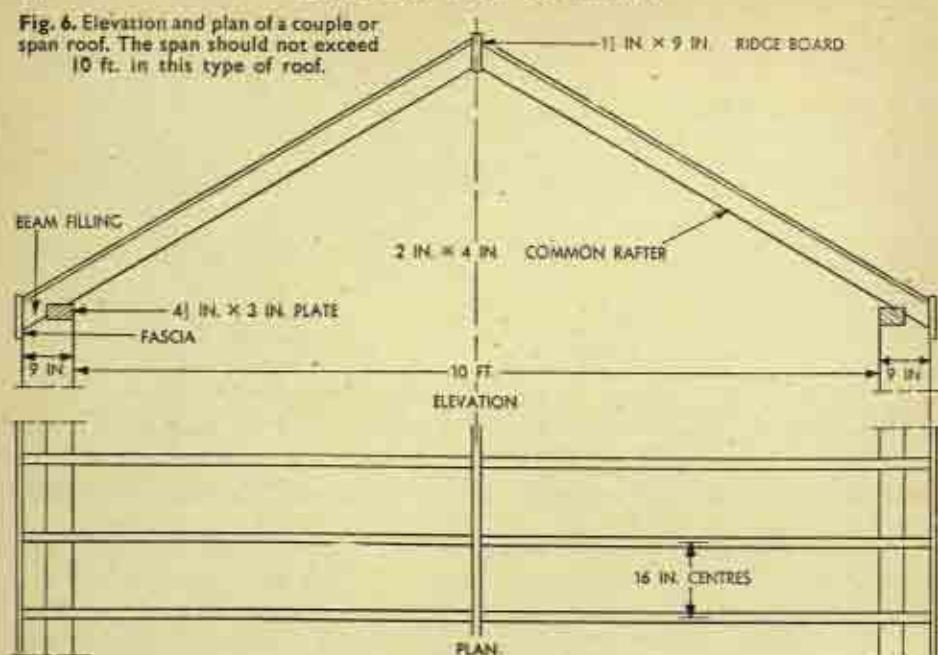 Fig. 6. Elevation and plan of a couple or
span roof. The span should not exceed
10 ft. in this type of roof.
1½ IN. × 9 IN. RIDGE BOARD
BEAM FILLING
2 IN. × 4 IN. COMMON RAFTER
4½ IN. × 3 IN. PLATE
FASCIA
9 IN.
10 FT.
9 IN
ELEVATION
16 IN. CENTRES
PLAN.